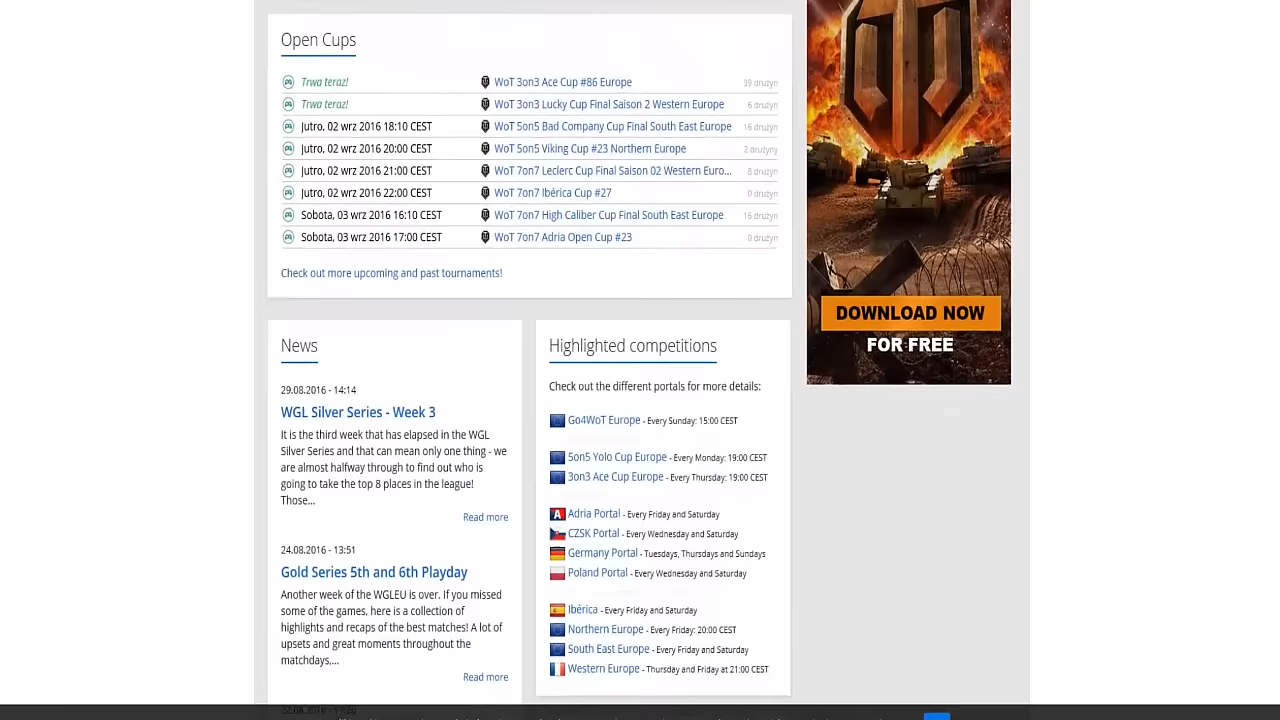 Open Cups
Trwa teraz! WoT 3on3 Ace Cup #86 Europe 39 drużyn
Trwa teraz! WoT 3on3 Lucky Cup Final Saison 2 Western Europe 6 drużyn
Jutro, 02 wrz 2016 18:10 CEST WoT 5on5 Bad Company Cup Final South East Europe 16 drużyn
Jutro, 02 wrz 2016 20:00 CEST WoT 5on5 Viking Cup #23 Northern Europe 2 drużyny
Jutro, 02 wrz 2016 21:00 CEST WoT 7on7 Leclerc Cup Final Saison 02 Western Euro... 8 drużyn
Jutro, 02 wrz 2016 22:00 CEST WoT 7on7 Ibérica Cup #27 0 drużyn
Sobota, 03 wrz 2016 16:10 CEST WoT 7on7 High Caliber Cup Final South East Europe 16 drużyn
Sobota, 03 wrz 2016 17:00 CEST WoT 7on7 Adria Open Cup #23 0 drużyn
Check out more upcoming and past tournaments!
DOWNLOAD NOW
FOR FREE
News
29.08.2016 - 14:14
WGL Silver Series - Week 3
It is the third week that has elapsed in the WGL
Silver Series and that can mean only one thing - we
are almost halfway through to find out who is
going to take the top 8 places in the league!
Those...
Read more
24.08.2016 - 13:51
Gold Series 5th and 6th Playday
Another week of the WGLEU is over. If you missed
some of the games, here is a collection of
highlights and recaps of the best matches! A lot of
upsets and great moments throughout the
matchdays,...
Read more
Highlighted competitions
Check out the different portals for more details:
Go4WoT Europe - Every Sunday: 15:00 CEST
5on5 Yolo Cup Europe - Every Monday: 19:00 CEST
3on3 Ace Cup Europe - Every Thursday: 19:00 CEST
Adria Portal - Every Friday and Saturday
CZSK Portal - Every Wednesday and Saturday
Germany Portal - Tuesdays, Thursdays and Sundays
Poland Portal - Every Wednesday and Saturday
Ibérica - Every Friday and Saturday
Northern Europe - Every Friday: 20:00 CEST
South East Europe - Every Friday and Saturday
Western Europe - Thursday and Friday at 21:00 CEST